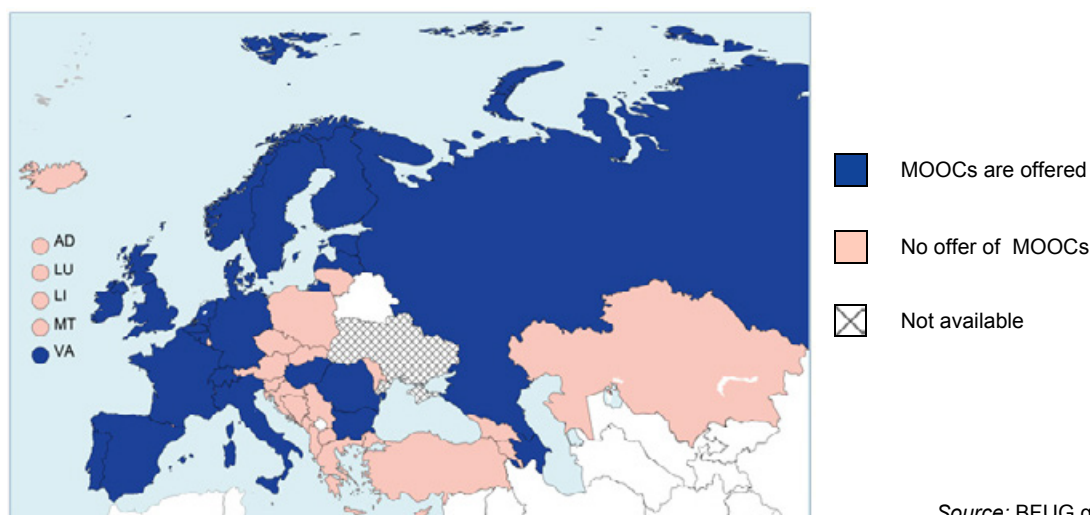 AD
LU
LI
MT
VA
MOOCs are offered
No offer of MOOCs
Not available
Source: BFUG